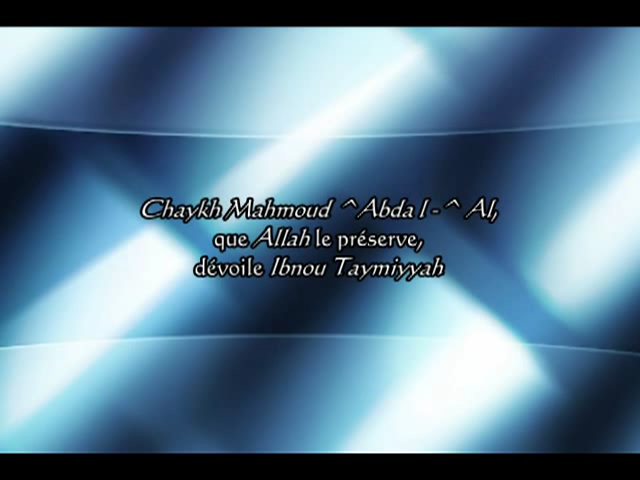 Chaykh Mahmoud ^Abda l-^Al,
que Allah le préserve,
dévoile Ibnou Taymiyyah